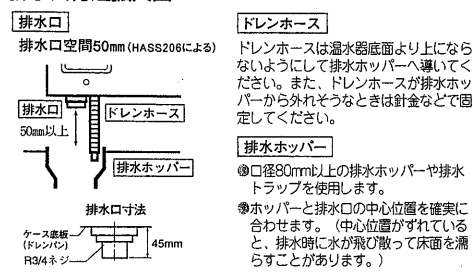 排水口
排水口空間50mm(HASS206による)
排水口
ドレンホース
50mm以上
排水ホッパー
排水口寸法
ケース底板
(ドレンパン)
R3/4ネジ
45mm
ドレンホース
ドレンホースは温水器底面より上になら
ないようにして排水ホッパーへ導いてく
ださい。また、ドレンホースが排水ホッ
パーから外れそうなときは針金などで固
定してください。
排水ホッパー
口径80mm以上の排水ホッパーや排水
トラップを使用します。
ホッパーと排水口の中心位置を確実に
合わせます。(中心位置がずれている
と、排水時に水が飛び散って床面を濡
らすことがあります。)